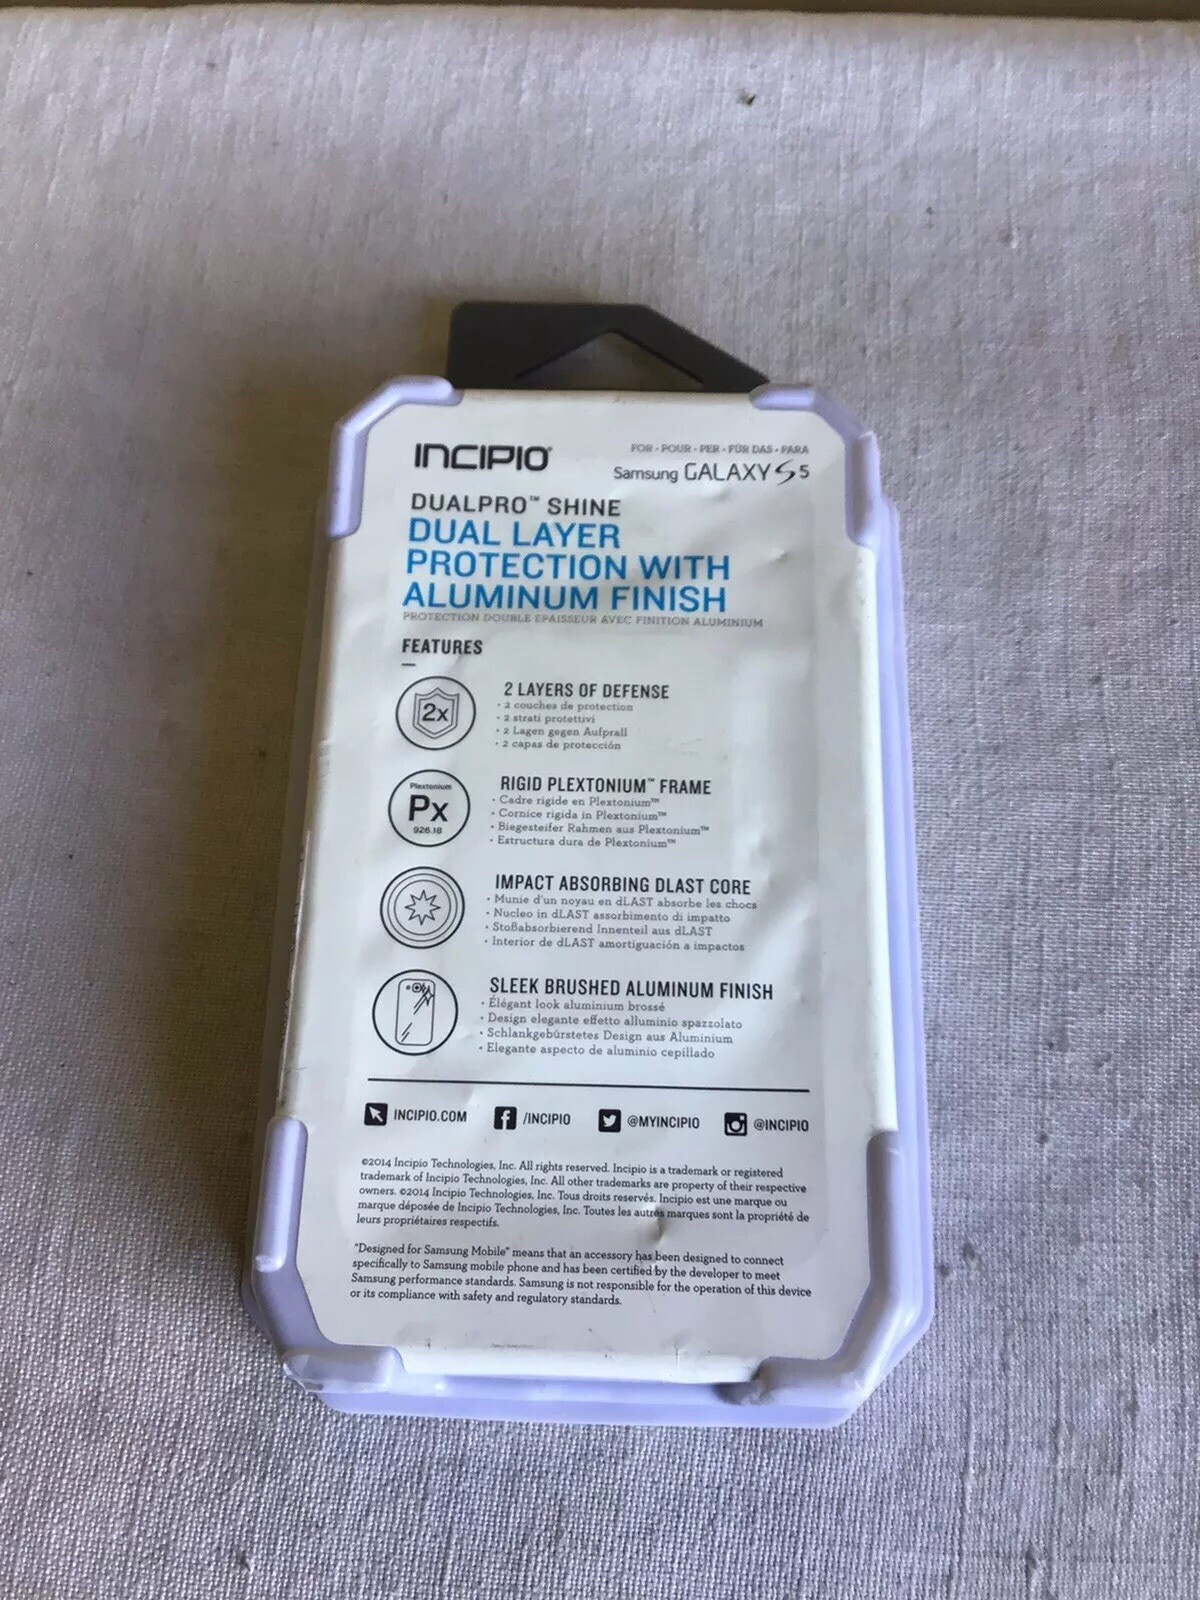 INCIPIO®
FOR • POUR • PER • FÜR DAS • PARA
Samsung GALAXY S5
DUALPRO™ SHINE
DUAL LAYER
PROTECTION WITH
ALUMINUM FINISH
PROTECTION DOUBLE EPAISSEUR AVEC FINITION ALUMINIUM
FEATURES
2x
2 LAYERS OF DEFENSE
• 2 couches de protection
• 2 strati protettivi
• 2 Lagen gegen Aufprall
• 2 capas de protección
Plextonium
Px
926.18
RIGID PLEXTONIUM™ FRAME
• Cadre rigide en Plextonium™
• Cornice rigida in Plextonium™
• Biegesteifer Rahmen aus Plextonium™
• Estructura dura de Plextonium™
IMPACT ABSORBING DLAST CORE
• Munie d'un noyau en dLAST absorbe les chocs
• Nucleo in dLAST assorbimento di impatto
• Stoßabsorbierend Innenteil aus dLAST
• Interior de dLAST amortiguación a impactos
SLEEK BRUSHED ALUMINUM FINISH
• Élégant look aluminium brossé
• Design elegante effetto alluminio spazzolato
• Schlankgebürstetes Design aus Aluminium
• Elegante aspecto de aluminio cepillado
INCIPIO.COM /INCIPIO @MYINCIPIO @INCIPIO
©2014 Incipio Technologies, Inc. All rights reserved. Incipio is a trademark or registered
trademark of Incipio Technologies, Inc. All other trademarks are property of their respective
owners. ©2014 Incipio Technologies, Inc. Tous droits reservés. Incipio est une marque ou
marque déposée de Incipio Technologies, Inc. Toutes les autres marques sont la propriété de
leurs propriétaires respectifs.
"Designed for Samsung Mobile" means that an accessory has been designed to connect
specifically to Samsung mobile phone and has been certified by the developer to meet
Samsung performance standards. Samsung is not responsible for the operation of this device
or its compliance with safety and regulatory standards.